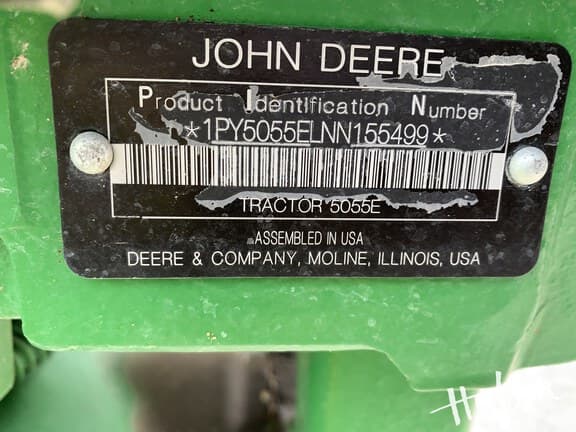 JOHN DEERE
Product Identification Number
*1PY5055ELNN155499*
TRACTOR 5055E
ASSEMBLED IN USA
DEERE & COMPANY, MOLINE, ILLINOIS, USA